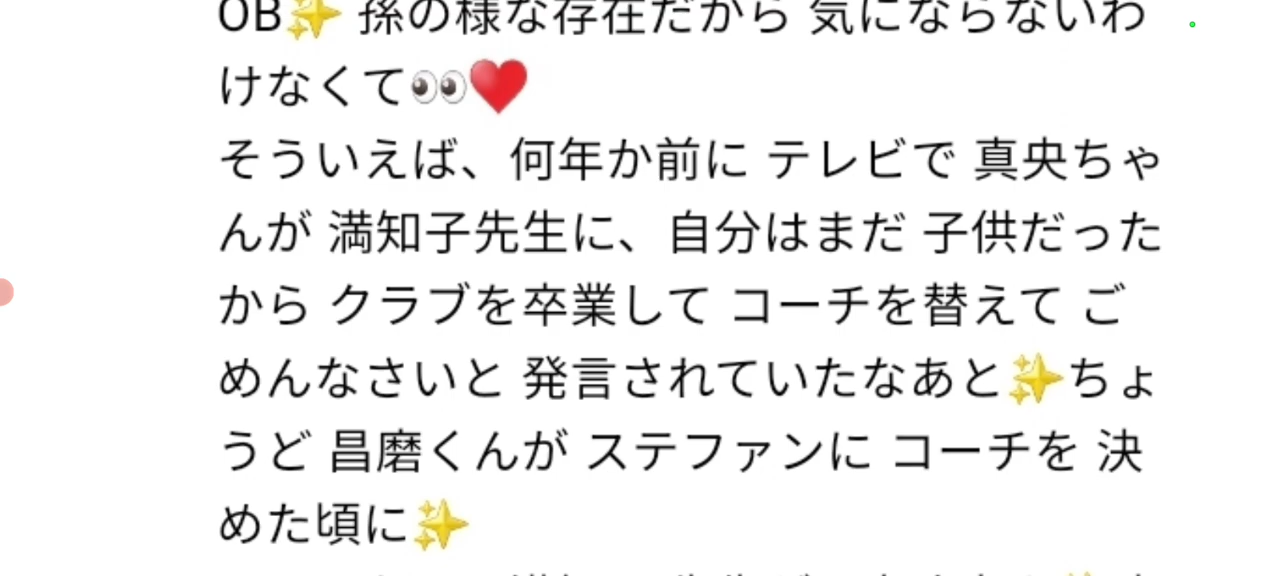 OB✨ 孫の様な存在だから 気にならないわ
けなくて👀♥️
そういえば、何年か前に テレビで 真央ちゃ
んが 満知子先生に、自分はまだ 子供だった
から クラブを卒業して コーチを替えて ご
めんなさいと 発言されていたなあと✨ちょ
うど 昌磨くんが ステファンに コーチを 決
めた頃に✨